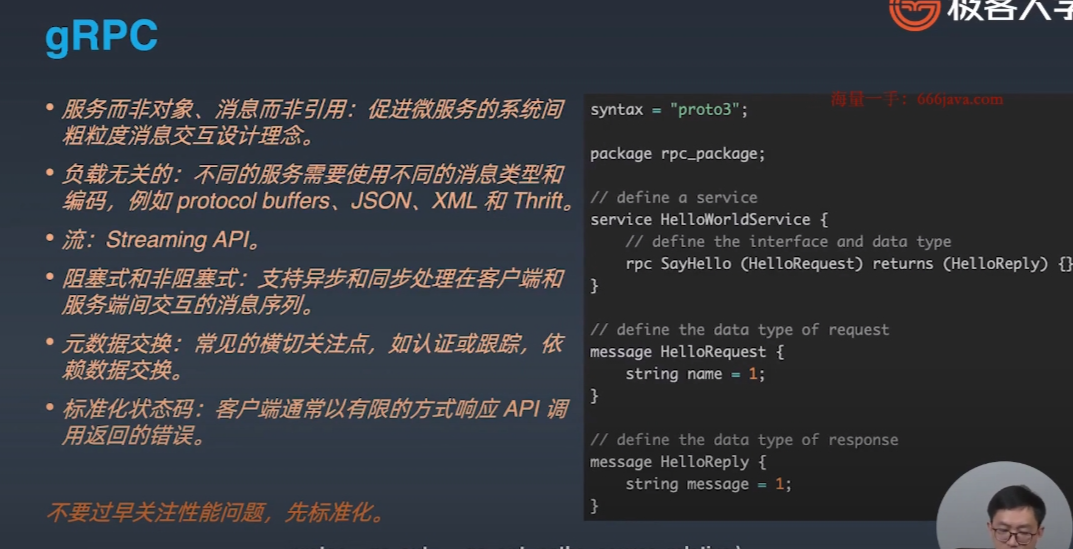 极客大学
gRPC
• 服务而非对象、消息而非引用：促进微服务的系统间
粗粒度消息交互设计理念。
• 负载无关的：不同的服务需要使用不同的消息类型和
编码，例如 protocol buffers、JSON、XML 和 Thrift。
• 流：Streaming API。
• 阻塞式和非阻塞式：支持异步和同步处理在客户端和
服务端间交互的消息序列。
• 元数据交换：常见的横切关注点，如认证或跟踪，依
赖数据交换。
• 标准化状态码：客户端通常以有限的方式响应 API 调
用返回的错误。
不要过早关注性能问题，先标准化。
海量一手：666java.com
syntax = "proto3";
package rpc_package;
// define a service
service HelloWorldService {
    // define the interface and data type
    rpc SayHello (HelloRequest) returns (HelloReply) {}
}
// define the data type of request
message HelloRequest {
    string name = 1;
}
// define the data type of response
message HelloReply {
    string message = 1;
}